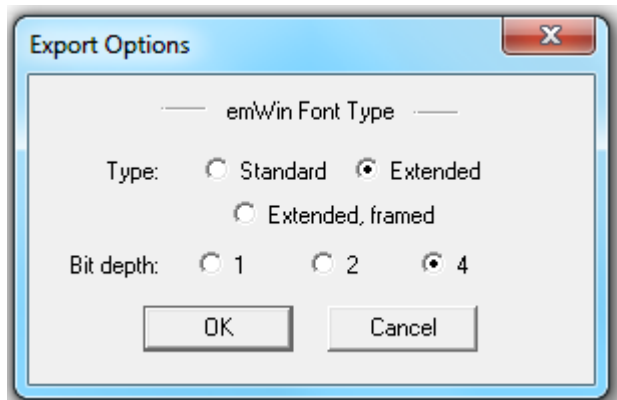 Export Options
emWin Font Type
Type: Standard Extended
Extended, framed
Bit depth: 1 2 4
OK Cancel